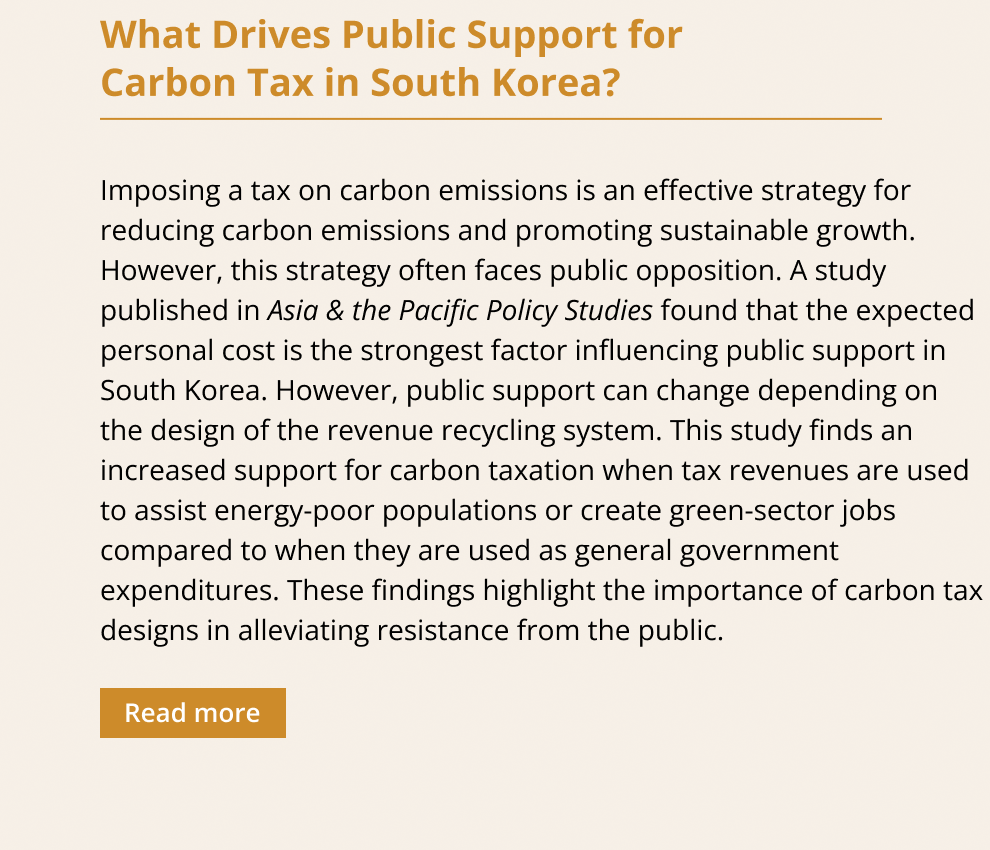 What Drives Public Support for
Carbon Tax in South Korea?
Imposing a tax on carbon emissions is an effective strategy for
reducing carbon emissions and promoting sustainable growth.
However, this strategy often faces public opposition. A study
published in Asia & the Pacific Policy Studies found that the expected
personal cost is the strongest factor influencing public support in
South Korea. However, public support can change depending on
the design of the revenue recycling system. This study finds an
increased support for carbon taxation when tax revenues are used
to assist energy-poor populations or create green-sector jobs
compared to when they are used as general government
expenditures. These findings highlight the importance of carbon tax
designs in alleviating resistance from the public.
Read more